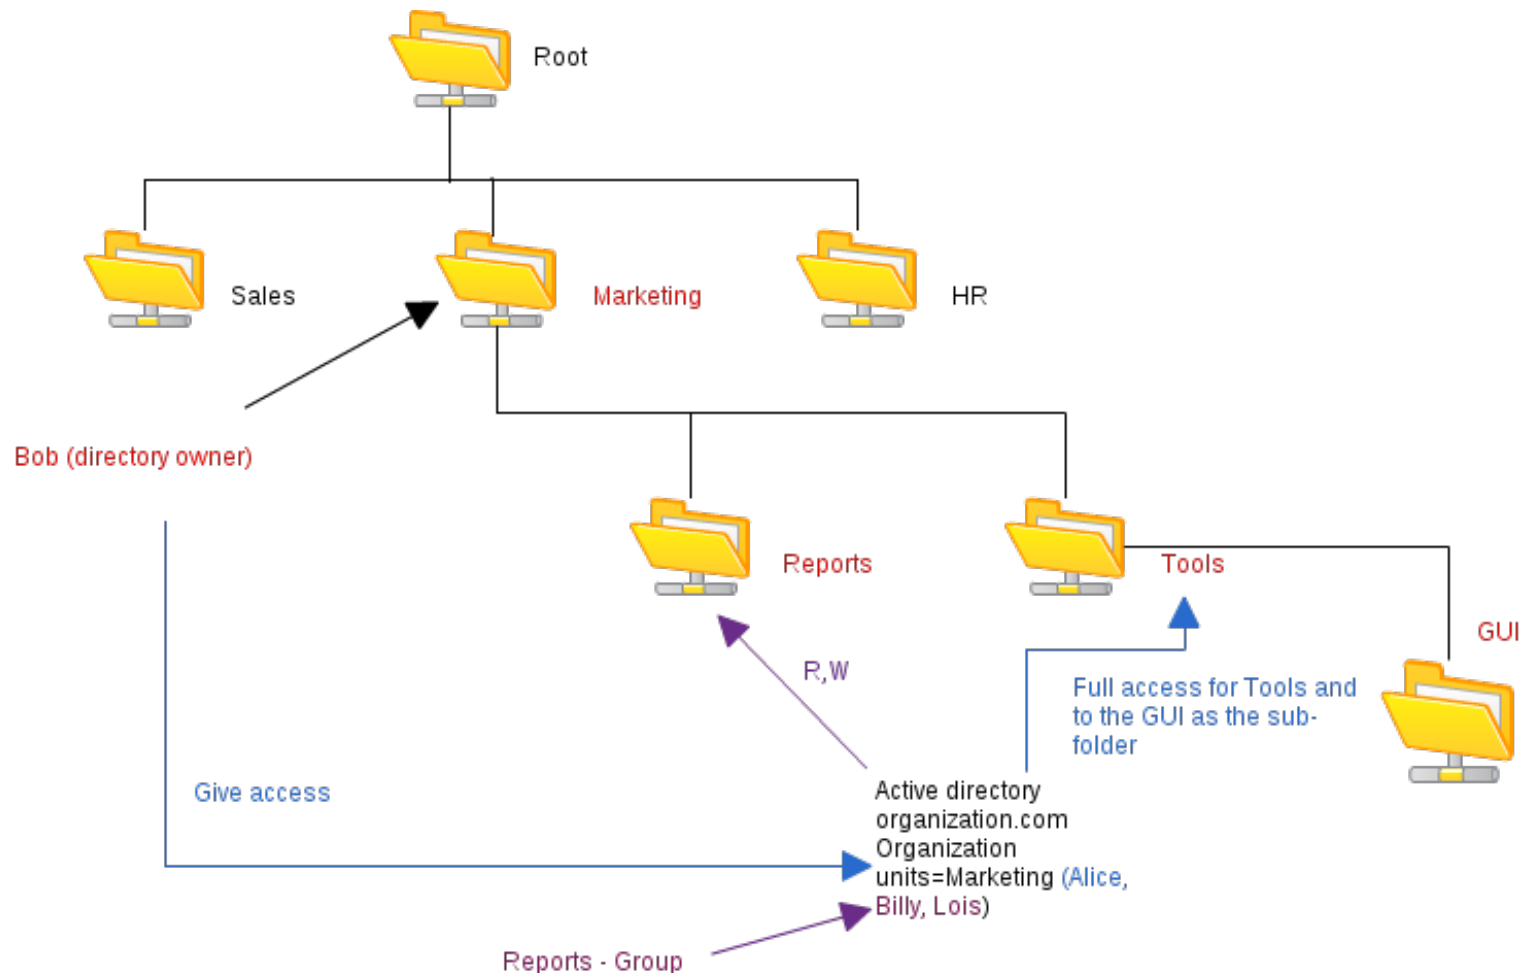 Root
Sales
Marketing
HR
Bob (directory owner)
Reports
Tools
GUI
R,W
Full access for Tools and
to the GUI as the sub-
folder
Give access
Active directory
organization.com
Organization
units=Marketing (Alice,
Billy, Lois)
Reports - Group